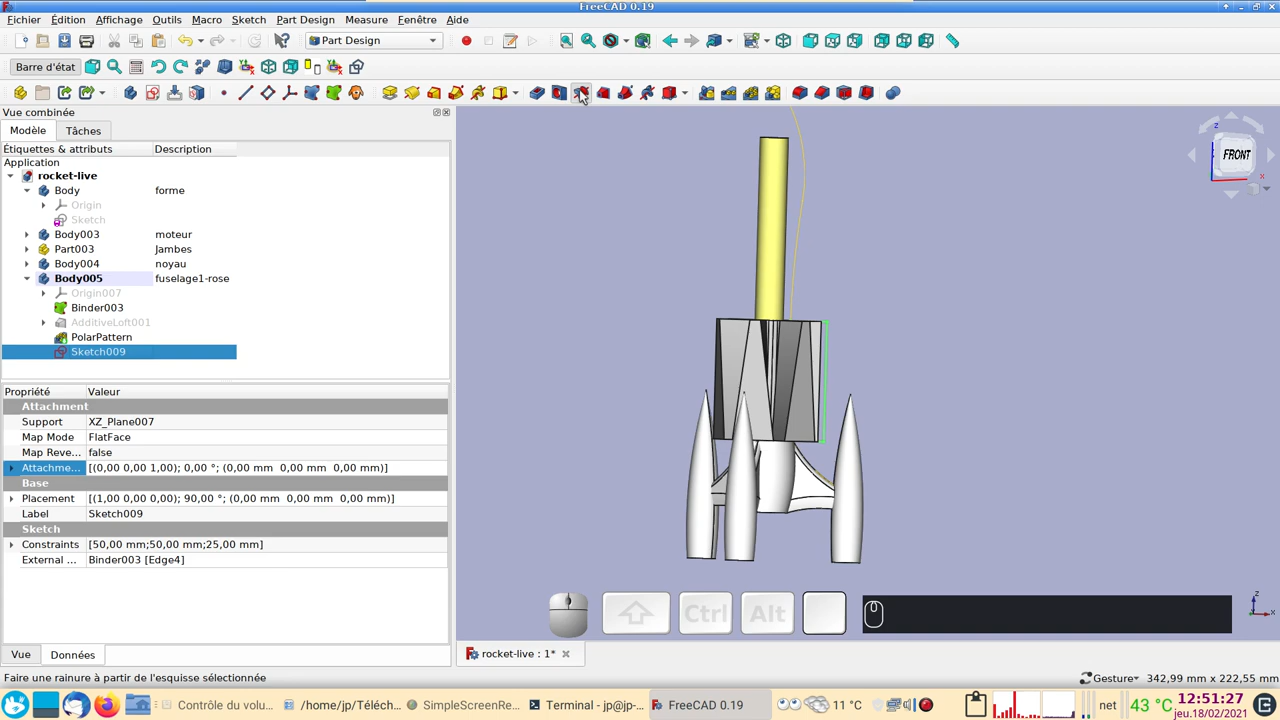 FreeCAD 0.19
Fichier Édition Affichage Outils Macro Sketch Part Design Measure Fenêtre Aide
Part Design
Barre d'état
Vue combinée
Modèle Tâches
Étiquettes & attributs Description
Application
rocket-live
Body forme
Origin
Sketch
Body003 moteur
Part003 Jambes
Body004 noyau
Body005 fuselage1-rose
Origin007
Binder003
AdditiveLoft001
PolarPattern
Sketch009
Propriété Valeur
Attachment
Support XZ_Plane007
Map Mode FlatFace
Map Reve... false
Attachme... [(0,00 0,00 1,00); 0,00 °; (0,00 mm 0,00 mm 0,00 mm)]
Base
Placement [(1,00 0,00 0,00); 90,00 °; (0,00 mm 0,00 mm 0,00 mm)]
Label Sketch009
Sketch
Constraints [50,00 mm;50,00 mm;25,00 mm]
External ... Binder003 [Edge4]
Vue Données
FRONT
z
x
Ctrl Alt
z
x
rocket-live : 1*
Faire une rainure à partir de l'esquisse sélectionnée
Gesture 342,99 mm × 222,55 mm
Contrôle du volu... /home/jp/Téléch... SimpleScreenRe... Terminal - jp@jp-... FreeCAD 0.19 11 °C net 43 °C 12:51:27
jeu.18/02/2021